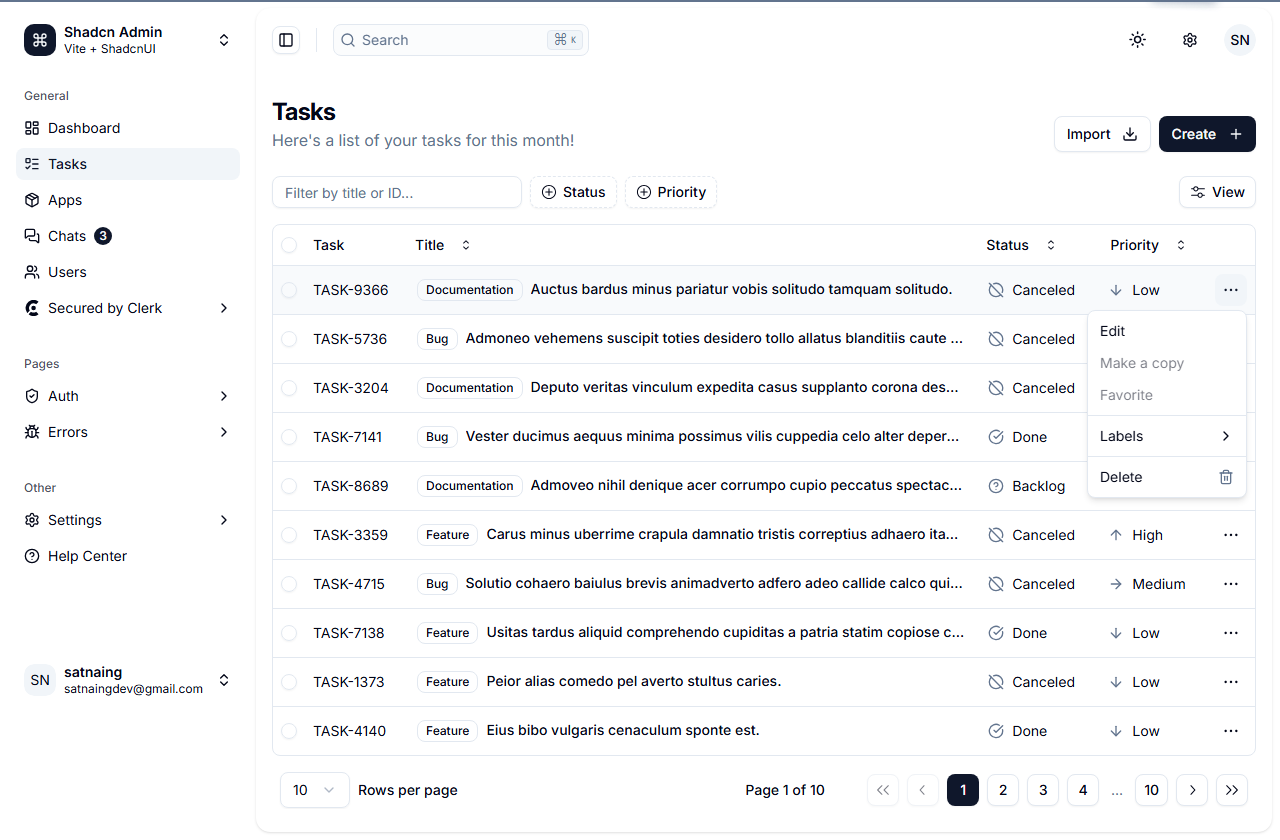 Shadcn Admin
Vite + ShadcnUI
General
Dashboard
Tasks
Apps
Chats 3
Users
Secured by Clerk
Pages
Auth
Errors
Other
Settings
Help Center
SN satnaing
satnaingdev@gmail.com
Search ⌘ K
SN
Tasks
Here's a list of your tasks for this month!
Import
Create
Filter by title or ID...
Status
Priority
View
Task Title Status Priority
TASK-9366 Documentation Auctus bardus minus pariatur vobis solitudo tamquam solitudo. Canceled Low
TASK-5736 Bug Admoneo vehemens suscipit toties desidero tollo allatus blanditiis caute ... Canceled
TASK-3204 Documentation Deputo veritas vinculum expedita casus supplanto corona des... Canceled
TASK-7141 Bug Vester ducimus aequus minima possimus vilis cuppedia celo alter deper... Done
TASK-8689 Documentation Admoveo nihil denique acer corrumpo cupio peccatus spectac... Backlog
TASK-3359 Feature Carus minus uberrime crapula damnatio tristis correptius adhaero ita... Canceled High
TASK-4715 Bug Solutio cohaero baiulus brevis animadverto adfero adeo callide calco qui... Canceled Medium
TASK-7138 Feature Usitas tardus aliquid comprehendo cupiditas a patria statim copiose c... Done Low
TASK-1373 Feature Peior alias comedo pel averto stultus caries. Canceled Low
TASK-4140 Feature Eius bibo vulgaris cenaculum sponte est. Done Low
Edit
Make a copy
Favorite
Labels
Delete
10 Rows per page
Page 1 of 10
1 2 3 4 ... 10